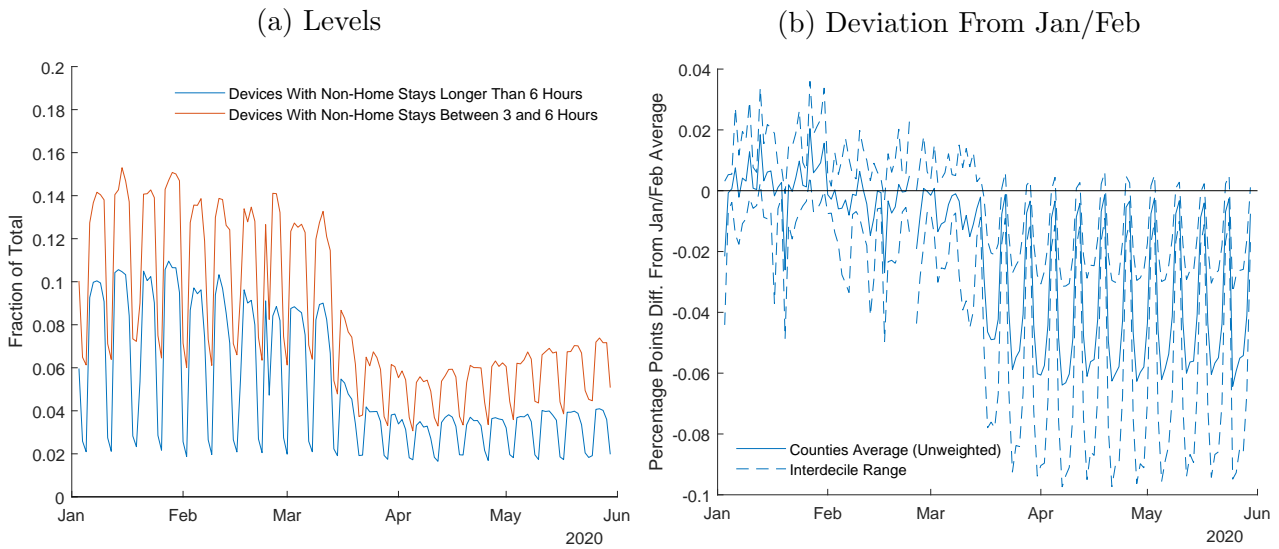 (a) Levels
Fraction of Total
0.2
0.18
0.16
0.14
0.12
0.1
0.08
0.06
0.04
0.02
0
Devices With Non-Home Stays Longer Than 6 Hours
Devices With Non-Home Stays Between 3 and 6 Hours
Jan Feb Mar Apr May Jun
2020
(b) Deviation From Jan/Feb
Percentage Points Diff. From Jan/Feb Average
0.04
0.02
0
-0.02
-0.04
-0.06
-0.08
-0.1
Counties Average (Unweighted)
Interdecile Range
Jan Feb Mar Apr May Jun
2020